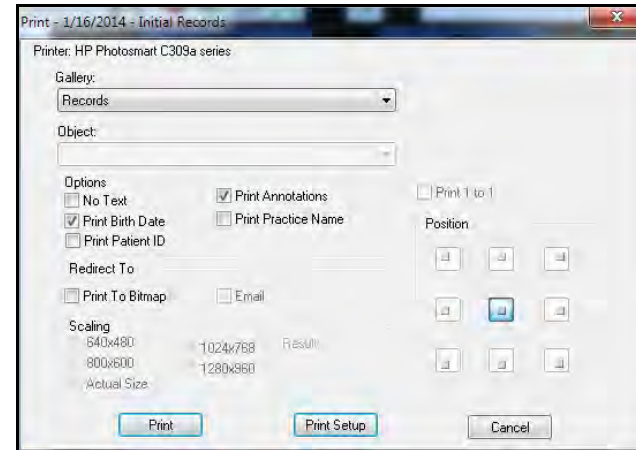 Print - 1/16/2014 - Initial Records
Printer: HP Photosmart C309a series
Gallery:
Records
Object:
Options
No Text
Print Annotations
Print 1 to 1
Print Birth Date
Print Practice Name
Position
Print Patient ID
Redirect To
Print To Bitmap
Email
Scaling
640x480
1024x768
Result:
800x600
1280x960
Actual Size
Print
Print Setup
Cancel